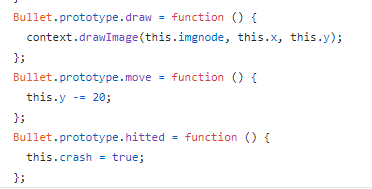 Bullet.prototype.draw = function () {
context.drawImage(this.imgnode, this.x, this.y);
};
Bullet.prototype.move = function () {
this.y -= 20;
};
Bullet.prototype.hitted = function () {
this.crash = true;
};